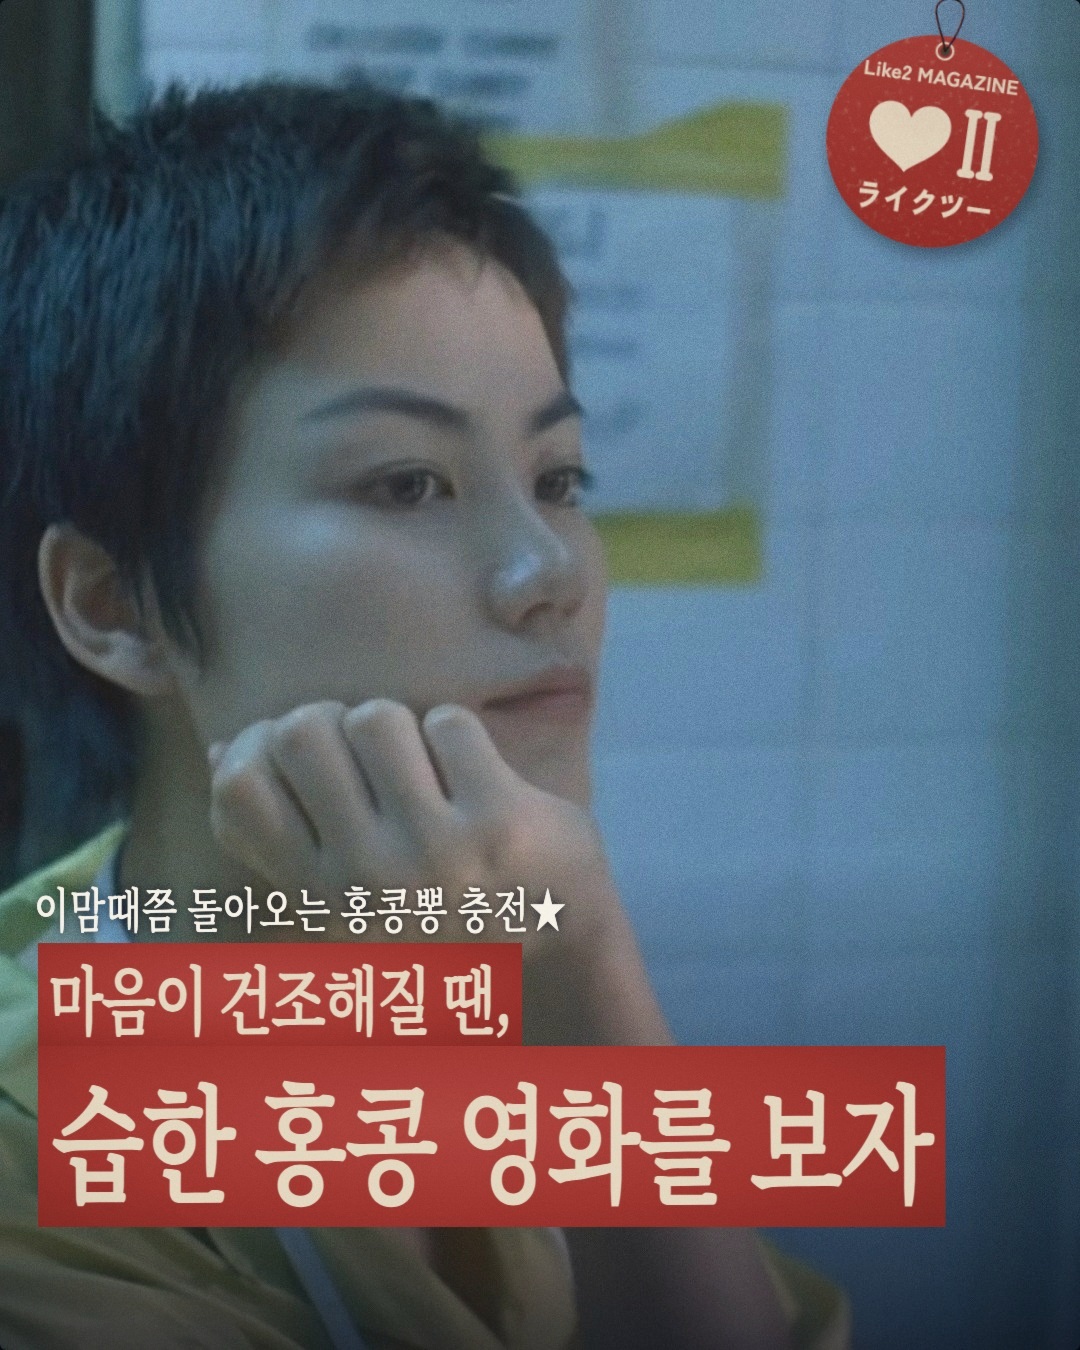 Like2 MAGAZINE
♥II
ライクツー
이맘때쯤 돌아오는 홍콩뽕 충전★
마음이 건조해질 땐,
습한 홍콩 영화를 보자